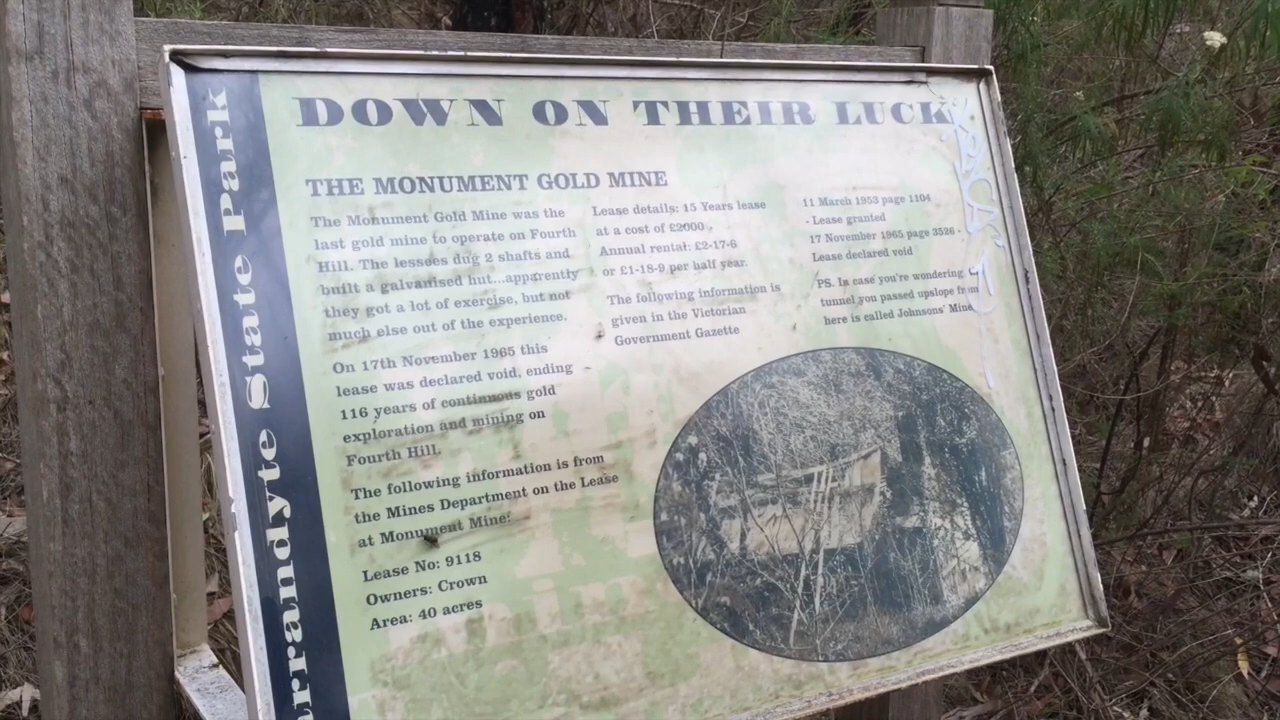 DOWN ON THEIR LUCK
THE MONUMENT GOLD MINE
The Monument Gold Mine was the
last gold mine to operate on Fourth
Hill. The lessees dug 2 shafts and
built a galvanised hut...apparently
they got a lot of exercise, but not
much else out of the experience.
On 17th November 1965 this
lease was declared void, ending
116 years of continuous gold
exploration and mining on
Fourth Hill.
The following information is from
the Mines Department on the Lease
at Monument Mine:
Lease No: 9118
Owners: Crown
Area: 40 acres
Lease details: 15 Years lease
at a cost of £2000
Annual rental: £2-17-6
or £1-18-9 per half year.
The following information is
given in the Victorian
Government Gazette
11 March 1953 page 1104
- Lease granted
17 November 1965 page 3526 -
Lease declared void
PS. In case you're wondering
tunnel you passed upslope from
here is called Johnsons' Mine
arrandyte State Park